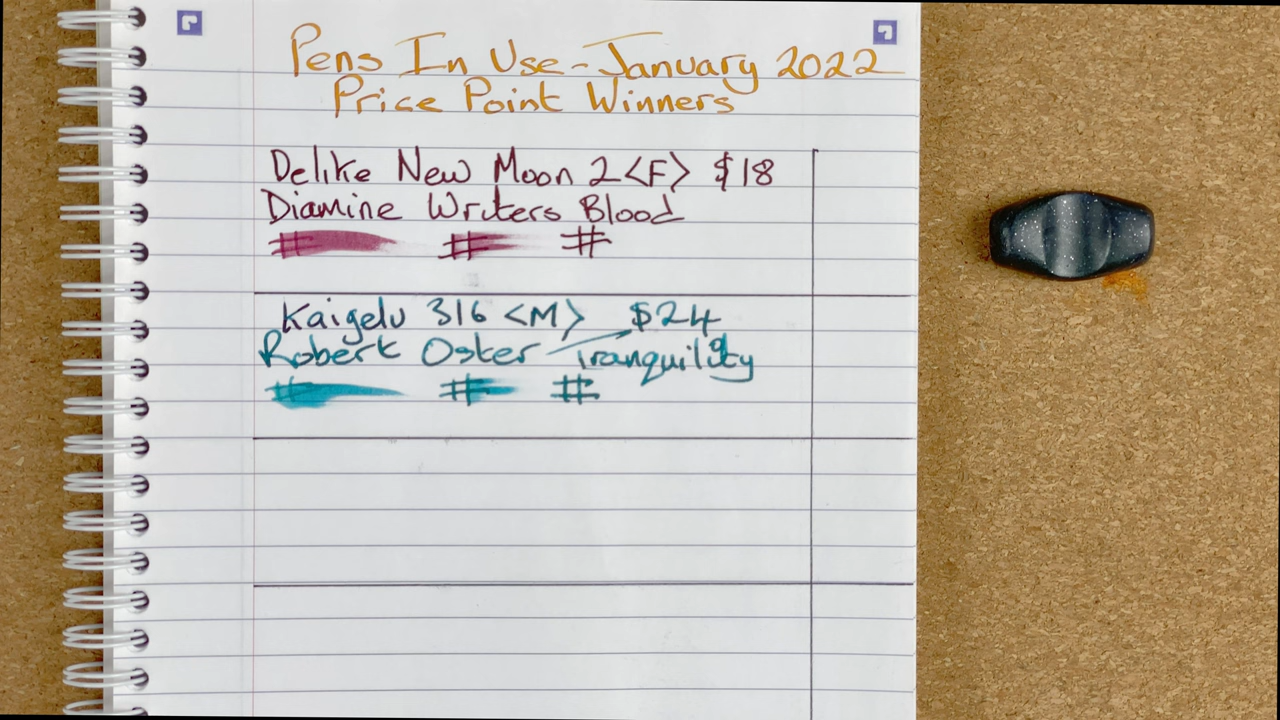 Pens In Use - January 2022
Price Point Winners
Delike New Moon 2 <F> $18
Diamine Writers Blood
# # #
Kaigelu 316 <M> $24
Robert Oster Tranquility
# # #